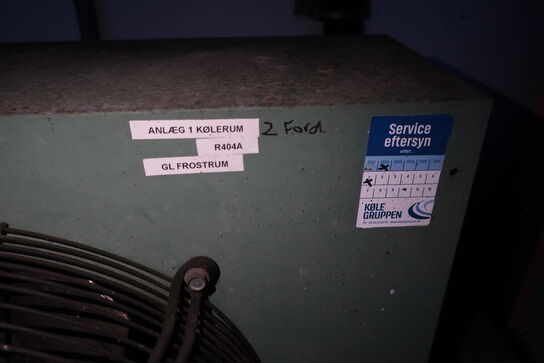 ANLÆG 1 KØLERUM 2 Ford.
R404A
GL FROSTRUM
Service
eftersyn
KØLE
GRUPPEN